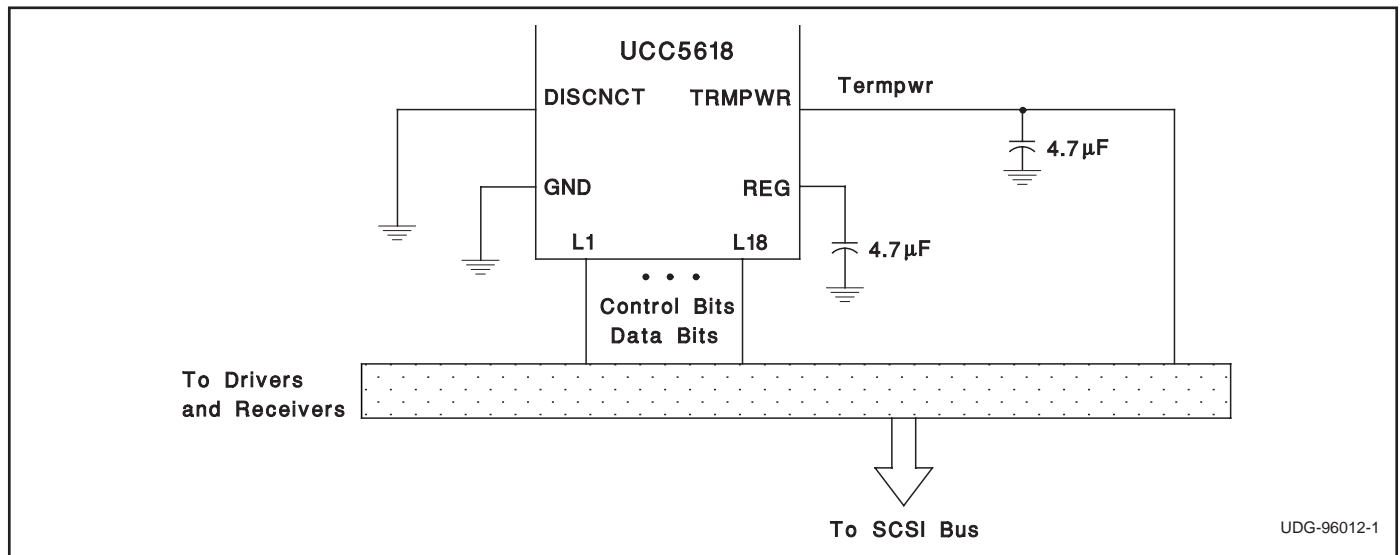 UCC5618
DISCNCT TRMPWR
Termpwr
4.7µF
GND REG
L1 L18
4.7µF
• • •
Control Bits
Data Bits
To Drivers
and Receivers
To SCSI Bus
UDG-96012-1